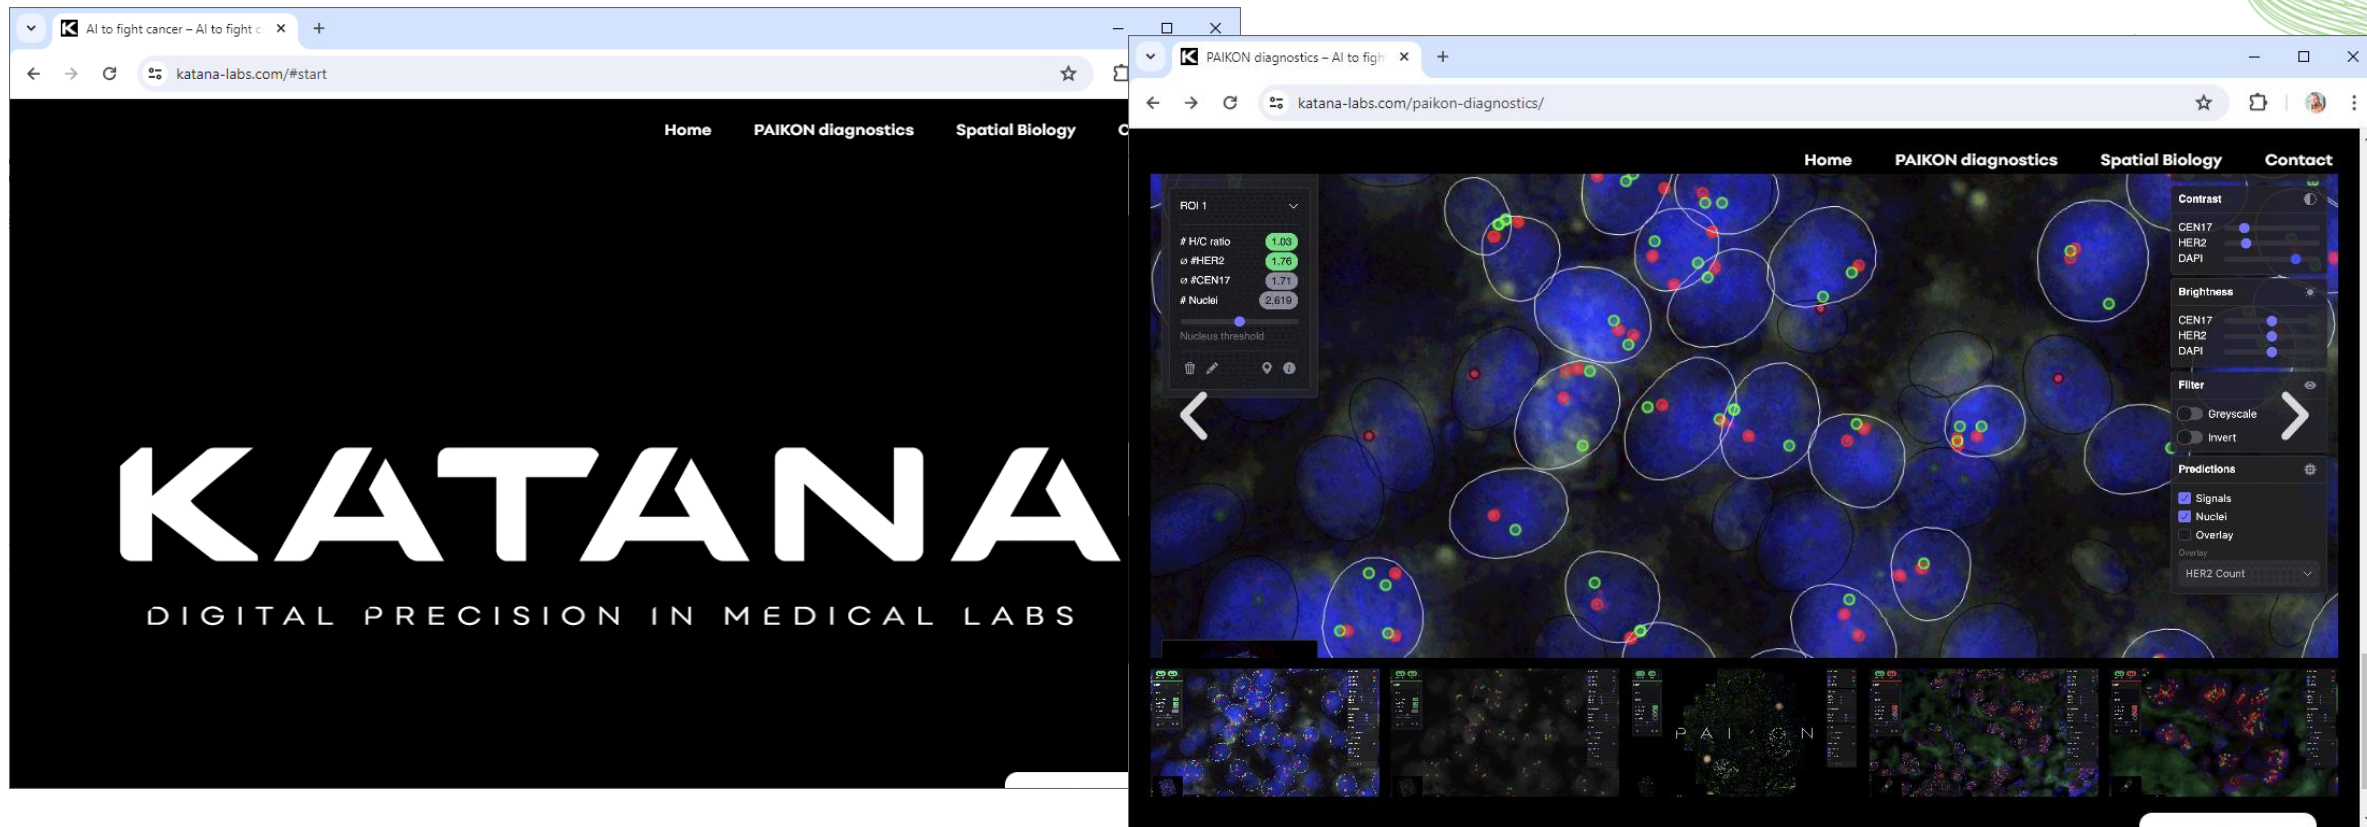 AI to fight cancer – AI to fight c
katana-labs.com/#start
Home PAIKON diagnostics Spatial Biology C
KATANA
DIGITAL PRECISION IN MEDICAL LABS
PAIKON diagnostics – AI to figh
katana-labs.com/paikon-diagnostics/
Home PAIKON diagnostics Spatial Biology Contact
ROI 1
# H/C ratio 1.03
⌀ #HER2 1.76
⌀ #CEN17 1.71
# Nuclei 2,619
Nucleus threshold
Contrast
CEN17
HER2
DAPI
Brightness
CEN17
HER2
DAPI
Filter
Greyscale
Invert
Predictions
Signals
Nuclei
Overlay
Overlay
HER2 Count
PAIKON